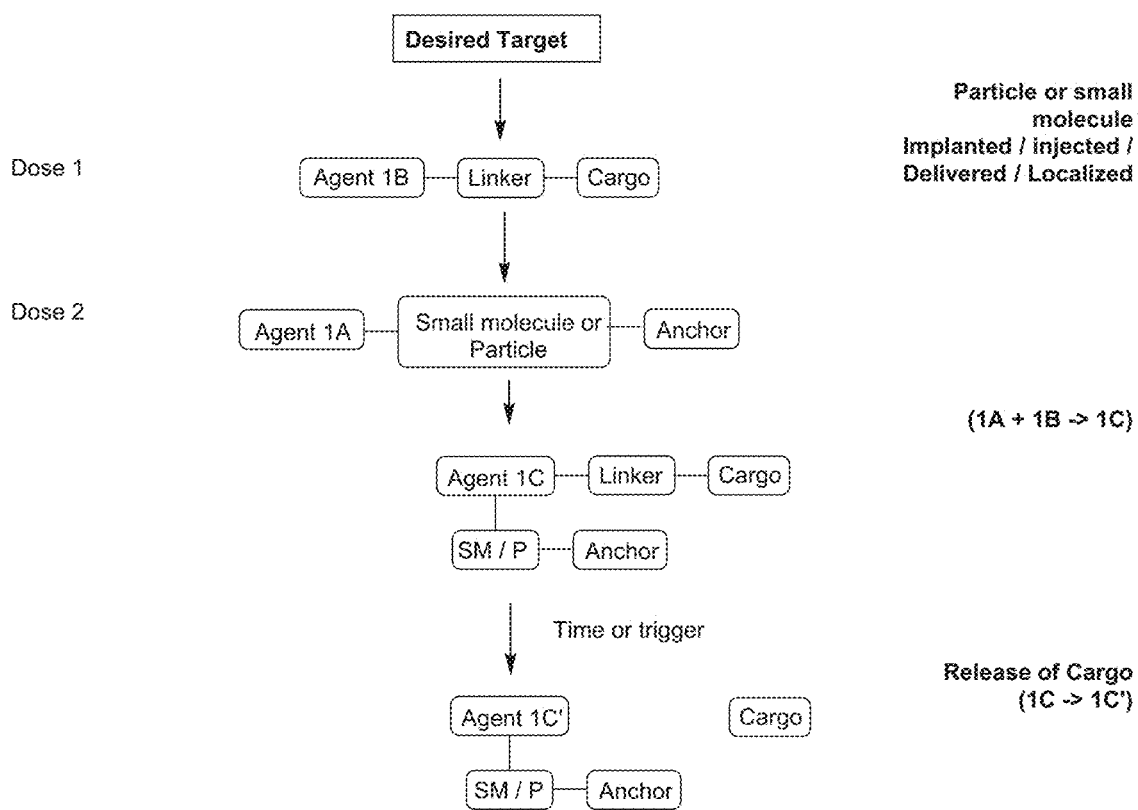 Desired Target
Particle or small
molecule
Implanted / injected /
Delivered / Localized
Dose 1
Agent 1B
Linker
Cargo
Dose 2
Agent 1A
Small molecule or
Particle
Anchor
(1A + 1B -> 1C)
Agent 1C
Linker
Cargo
SM / P
Anchor
Time or trigger
Release of Cargo
(1C -> 1C')
Agent 1C'
Cargo
SM / P
Anchor